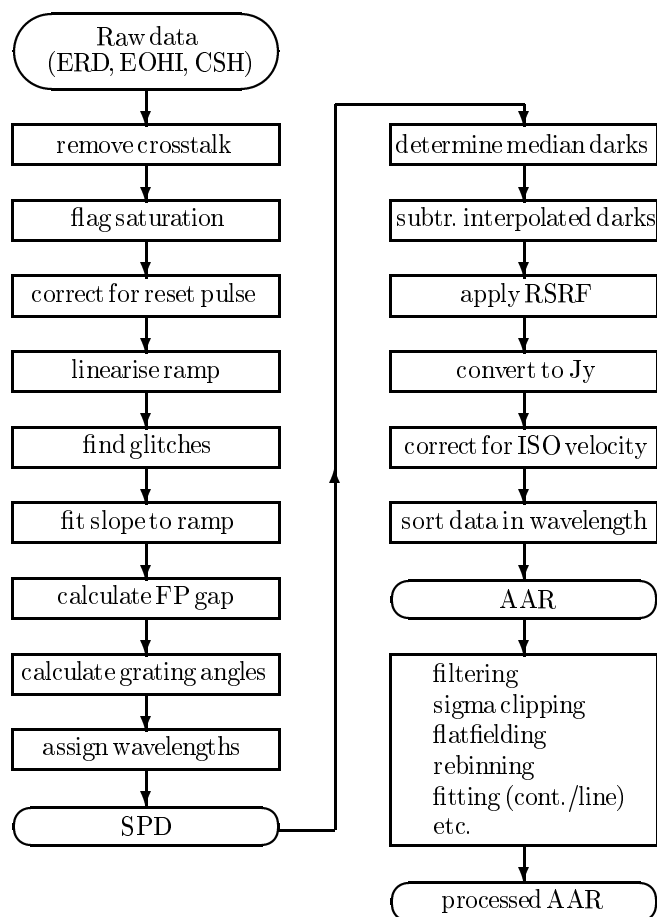 Raw data
(ERD, EOHI, CSH)
remove crosstalk
flag saturation
correct for reset pulse
linearise ramp
find glitches
fit slope to ramp
calculate FP gap
calculate grating angles
assign wavelengths
SPD
determine median darks
subtr. interpolated darks
apply RSRF
convert to Jy
correct for ISO velocity
sort data in wavelength
AAR
filtering
sigma clipping
flatfielding
rebinning
fitting (cont./line)
etc.
processed AAR